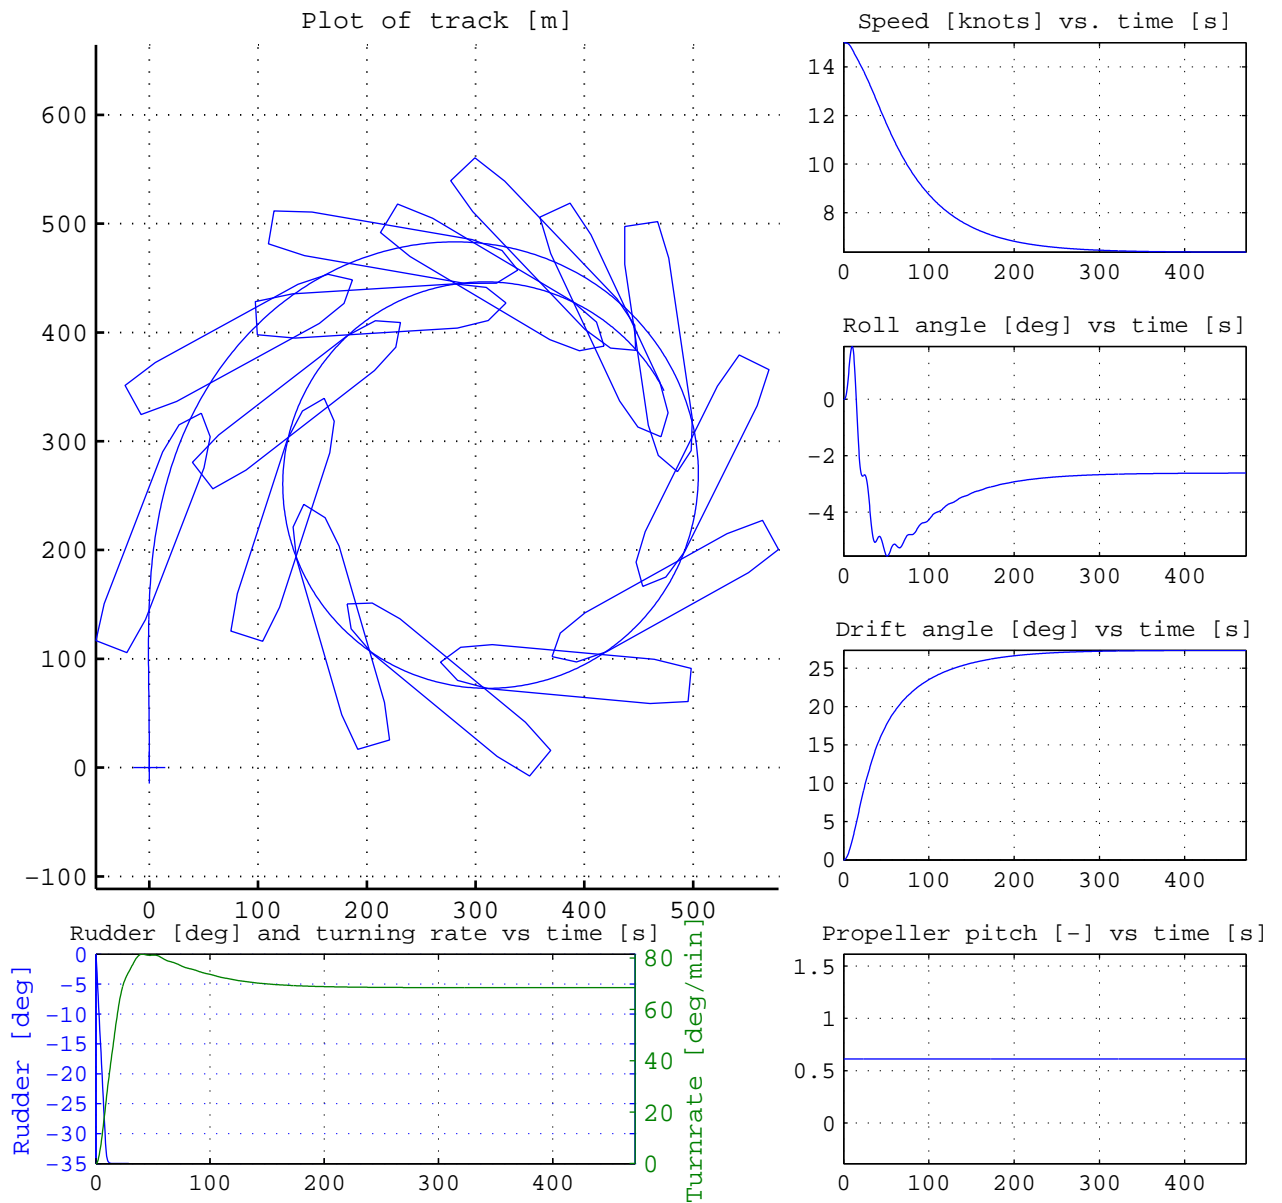 Plot of track [m]
600
500
400
300
200
100
0
−100
0 100 200 300 400 500
Speed [knots] vs. time [s]
14
12
10
8
0 100 200 300 400
Roll angle [deg] vs time [s]
0
−2
−4
0 100 200 300 400
Drift angle [deg] vs time [s]
25
20
15
10
5
0
0 100 200 300 400
Rudder [deg] and turning rate vs time [s]
Rudder [deg]
0
−5
−10
−15
−20
−25
−30
−35
0 100 200 300 400
80
60
40
20
0
Turnrate [deg/min]
Propeller pitch [−] vs time [s]
1.5
1
0.5
0
0 100 200 300 400